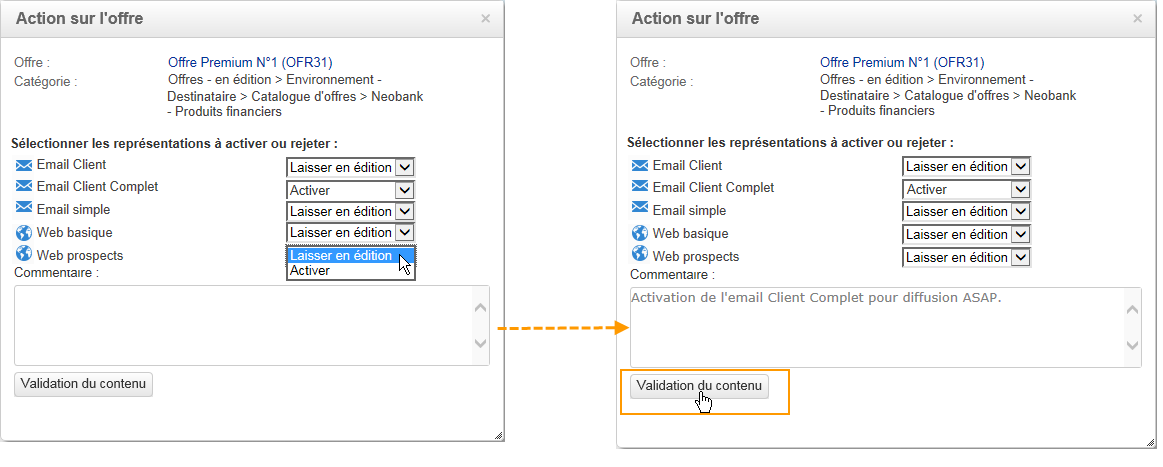 Action sur l'offre
×
Offre :
Offre Premium N°1 (OFR31)
Catégorie :
Offres - en édition > Environnement -
Destinataire > Catalogue d'offres > Neobank
- Produits financiers
Sélectionner les représentations à activer ou rejeter :
Email Client
Laisser en édition
Email Client Complet
Activer
Email simple
Laisser en édition
Web basique
Laisser en édition
Web prospects
Laisser en édition
Activer
Commentaire :
Validation du contenu
Action sur l'offre
×
Offre :
Offre Premium N°1 (OFR31)
Catégorie :
Offres - en édition > Environnement -
Destinataire > Catalogue d'offres > Neobank
- Produits financiers
Sélectionner les représentations à activer ou rejeter :
Email Client
Laisser en édition
Email Client Complet
Activer
Email simple
Laisser en édition
Web basique
Laisser en édition
Web prospects
Laisser en édition
Commentaire :
Activation de l'email Client Complet pour diffusion ASAP.
Validation du contenu